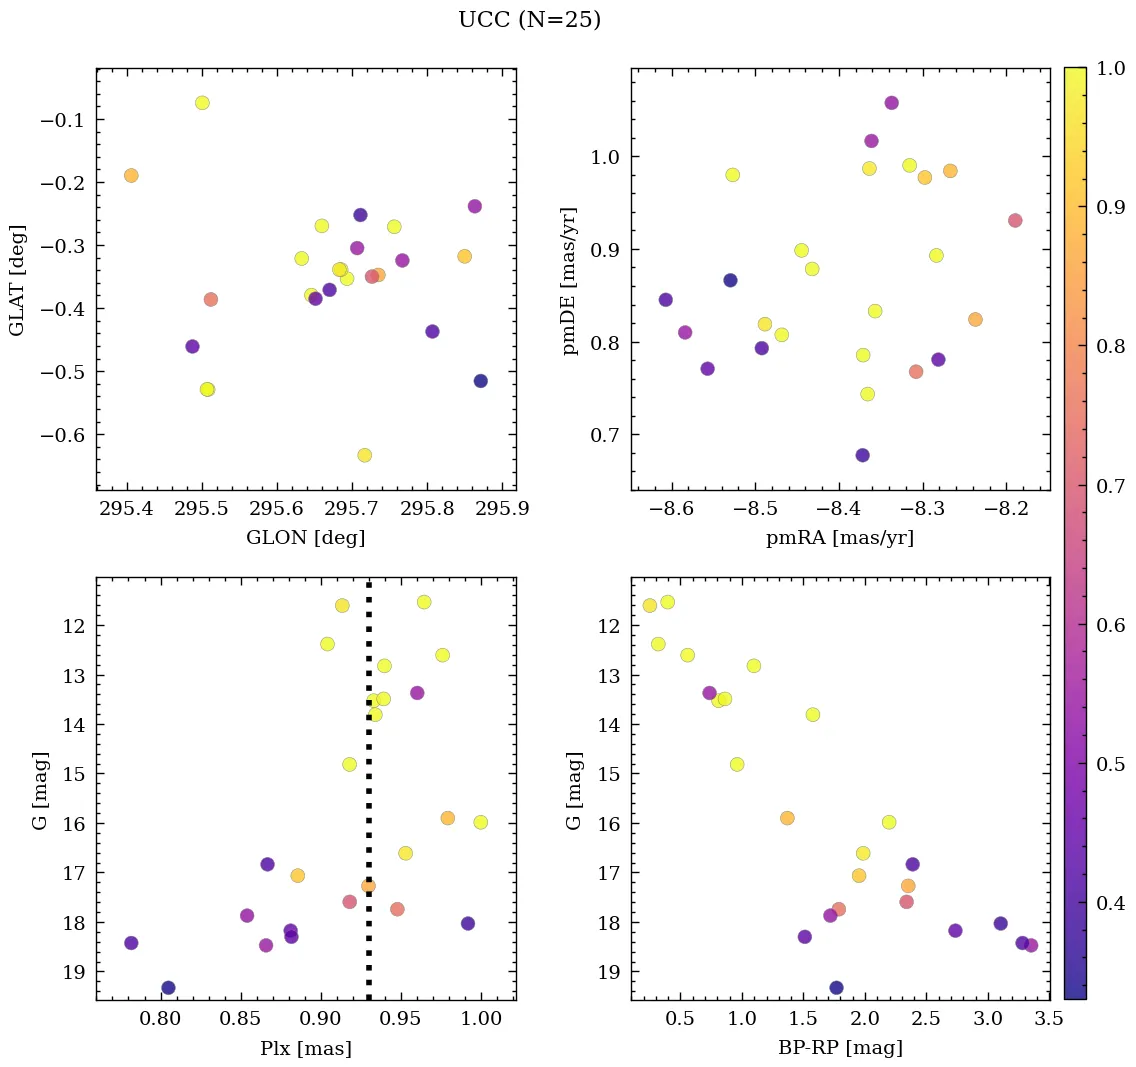 UCC (N=25)
−0.1
−0.2
−0.3
−0.4
−0.5
−0.6
GLAT [deg]
295.4 295.5 295.6 295.7 295.8 295.9
GLON [deg]
1.0
0.9
0.8
0.7
pmDE [mas/yr]
−8.6 −8.5 −8.4 −8.3 −8.2
pmRA [mas/yr]
12
13
14
15
16
17
18
19
G [mag]
0.80 0.85 0.90 0.95 1.00
Plx [mas]
12
13
14
15
16
17
18
19
G [mag]
0.5 1.0 1.5 2.0 2.5 3.0 3.5
BP-RP [mag]
1.0
0.9
0.8
0.7
0.6
0.5
0.4